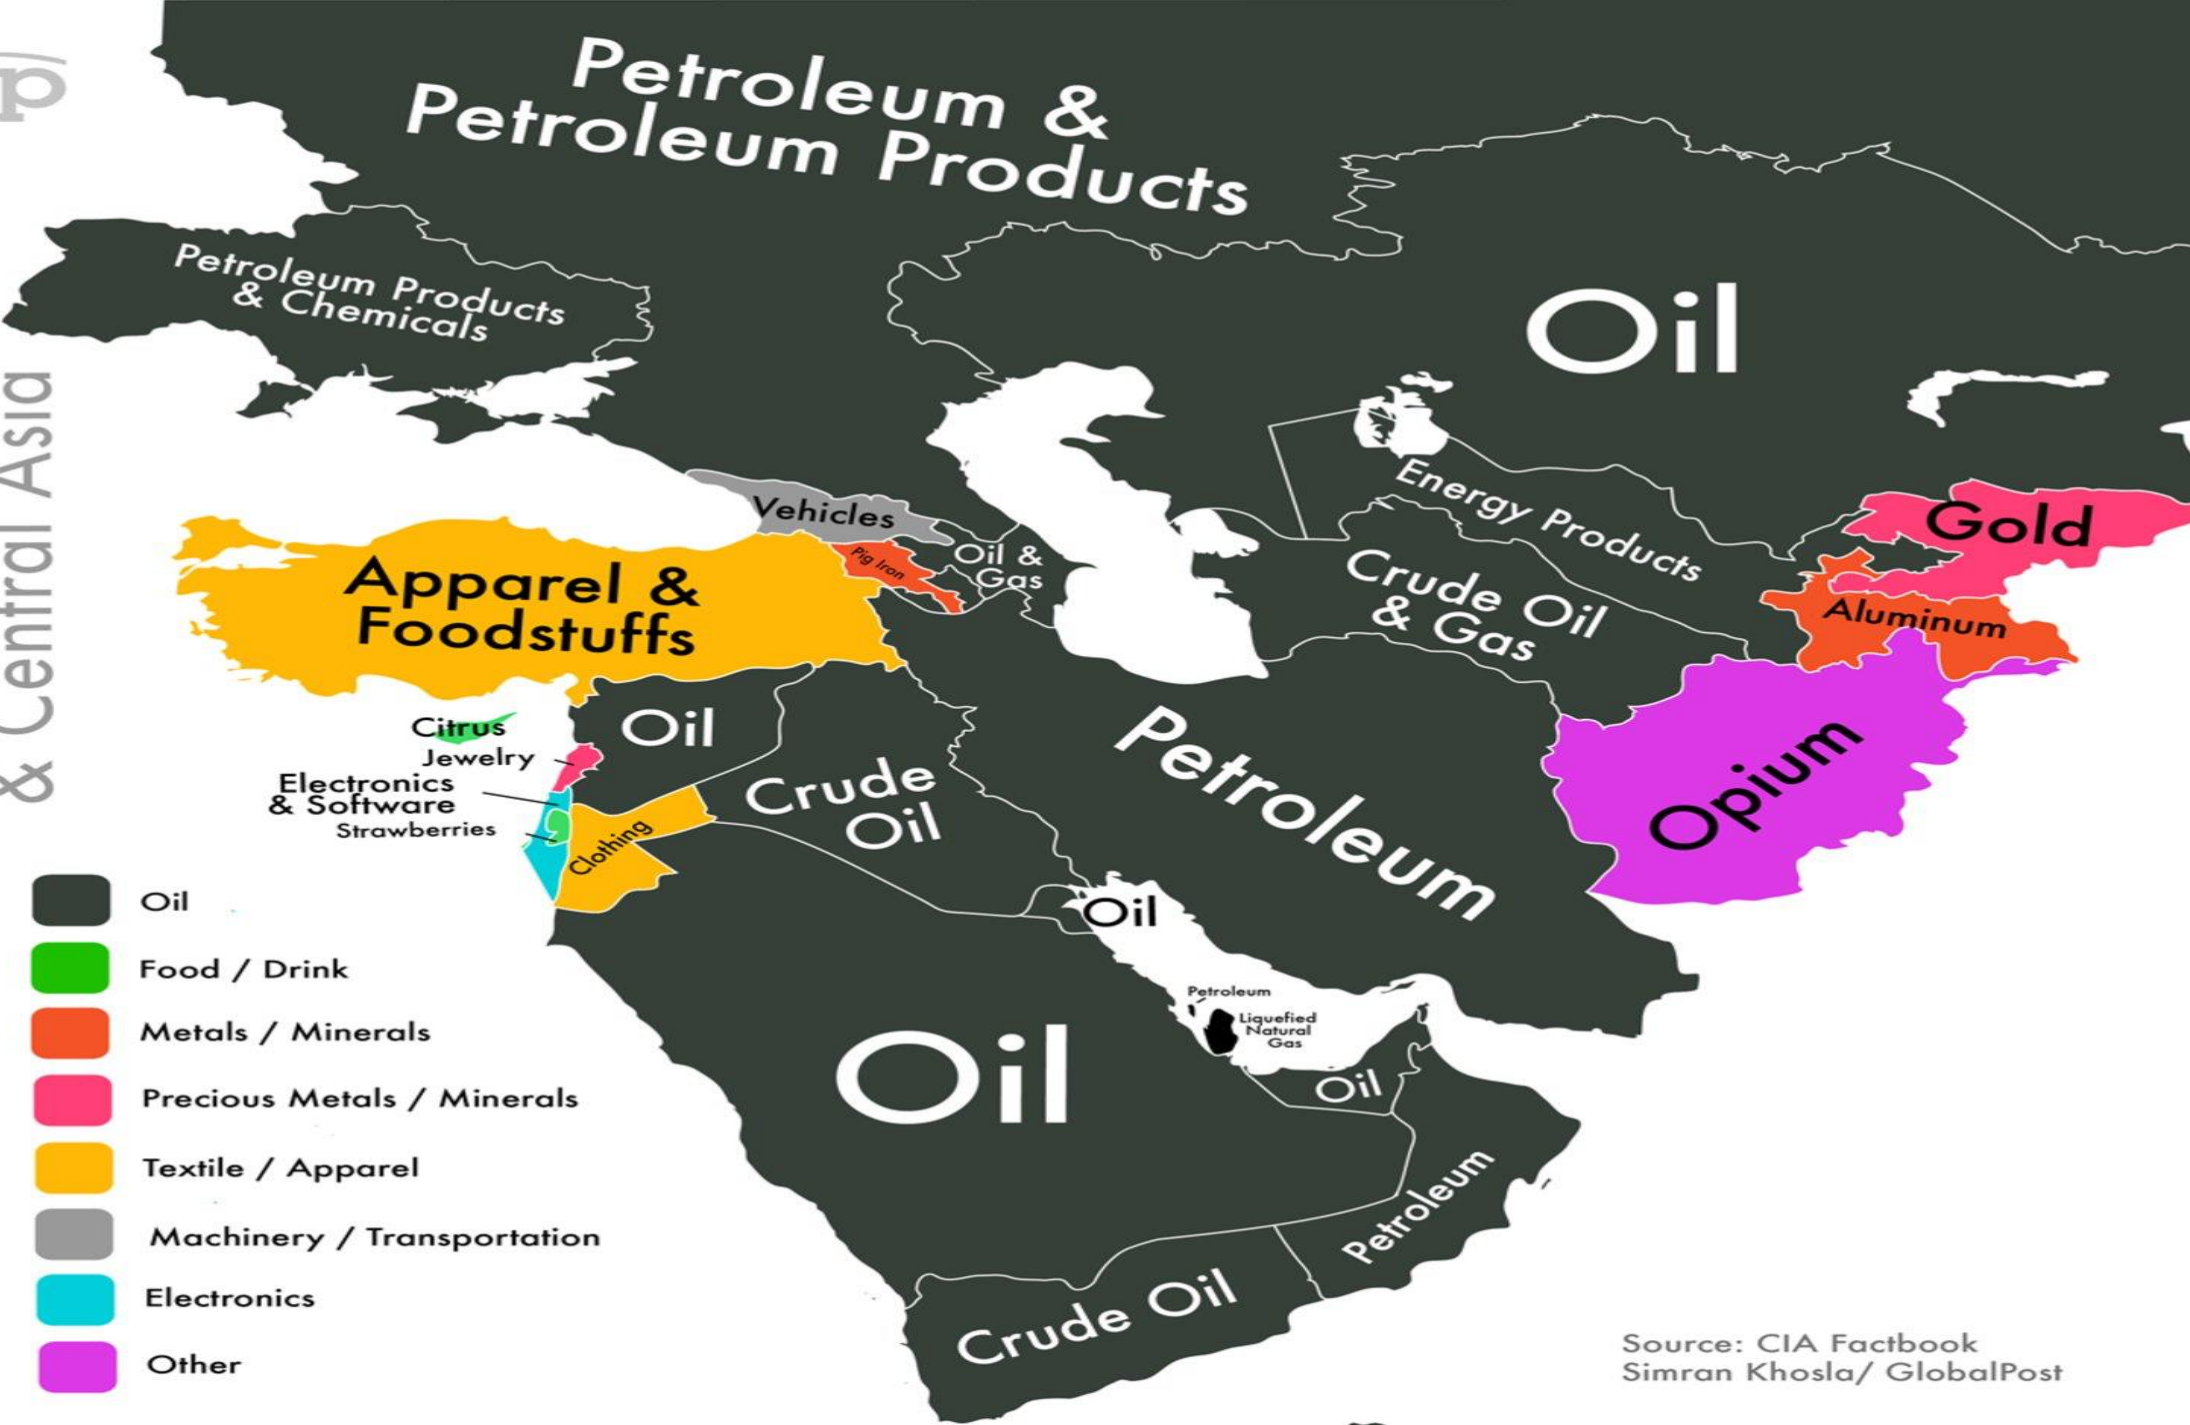 p
& Central Asia
Petroleum &
Petroleum Products
Petroleum Products
& Chemicals
Oil
Energy Products
Gold
Vehicles
Pig Iron
Oil &
Gas
Crude Oil
& Gas
Aluminum
Apparel &
Foodstuffs
Citrus
Jewelry
Electronics
& Software
Strawberries
Clothing
Oil
Crude
Oil
Petroleum
Opium
Oil
Petroleum
Liquefied
Natural
Gas
Oil
Oil
Petroleum
Crude Oil
Oil
Food / Drink
Metals / Minerals
Precious Metals / Minerals
Textile / Apparel
Machinery / Transportation
Electronics
Other
Source: CIA Factbook
Simran Khosla/ GlobalPost